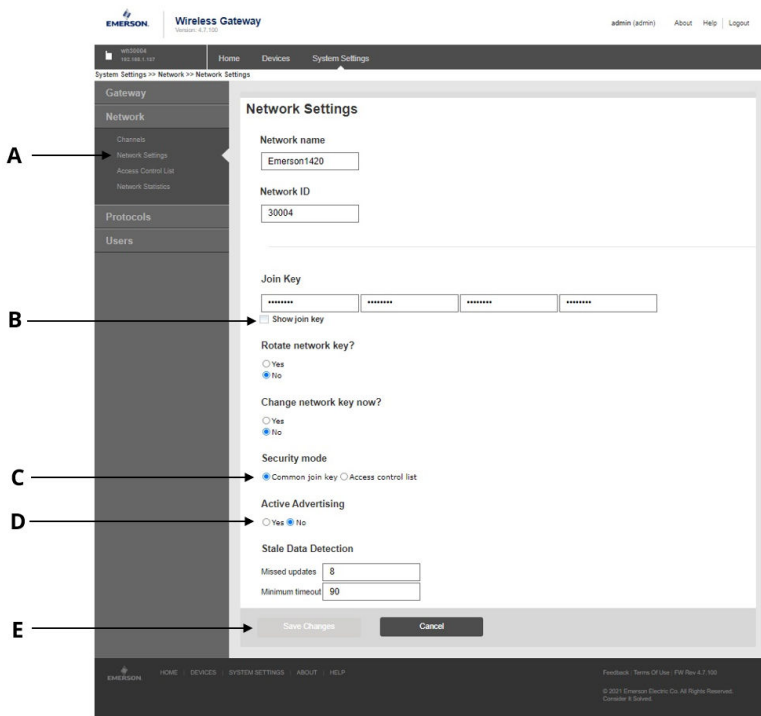 EMERSON.
Wireless Gateway
Version: 4.7.100
admin (admin) About Help Logout
wh30004
192.168.1.107
Home Devices System Settings
System Settings >> Network >> Network Settings
Gateway
Network
Channels
A
Network Settings
Access Control List
Network Statistics
Protocols
Users
Network Settings
Network name
Emerson1420
Network ID
30004
Join Key
•••••••• •••••••• •••••••• ••••••••
B
Show join key
Rotate network key?
Yes
No
Change network key now?
Yes
No
Security mode
C
Common join key Access control list
Active Advertising
D
Yes No
Stale Data Detection
Missed updates 8
Minimum timeout 90
E
Save Changes Cancel
EMERSON.
HOME | DEVICES | SYSTEM SETTINGS | ABOUT | HELP
Feedback | Terms Of Use | FW Rev 4.7.100
© 2021 Emerson Electric Co. All Rights Reserved.
Consider It Solved.